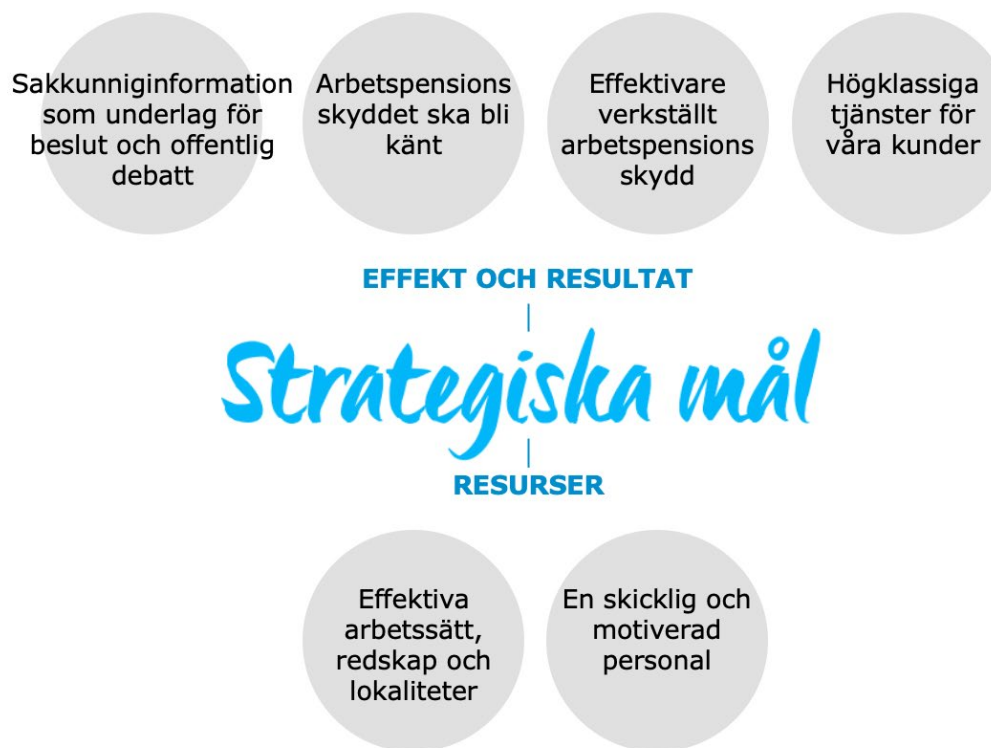 Sakkunniginformation
som underlag för
beslut och offentlig
debatt
Arbetspensions
skyddet ska bli
känt
Effektivare
verkställt
arbetspensions
skydd
Högklassiga
tjänster för
våra kunder
EFFEKT OCH RESULTAT
Strategiska mål
RESURSER
Effektiva
arbetssätt,
redskap och
lokaliteter
En skicklig och
motiverad
personal